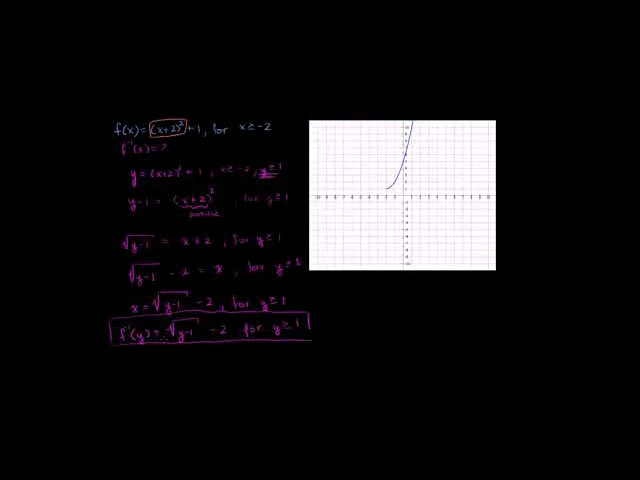 f(x) = (x+2)² + 1, for x ≥ -2
f⁻¹(x) = ?
y = (x+2)² + 1, x ≥ -2, y ≥ 1
y-1 = (x+2)², for y ≥ 1
positive
√y-1 = x+2, for y ≥ 1
√y-1 - 2 = x, for y ≥ 1
x = √y-1 - 2, for y ≥ 1
f⁻¹(y) = √y-1 - 2 for y ≥ 1